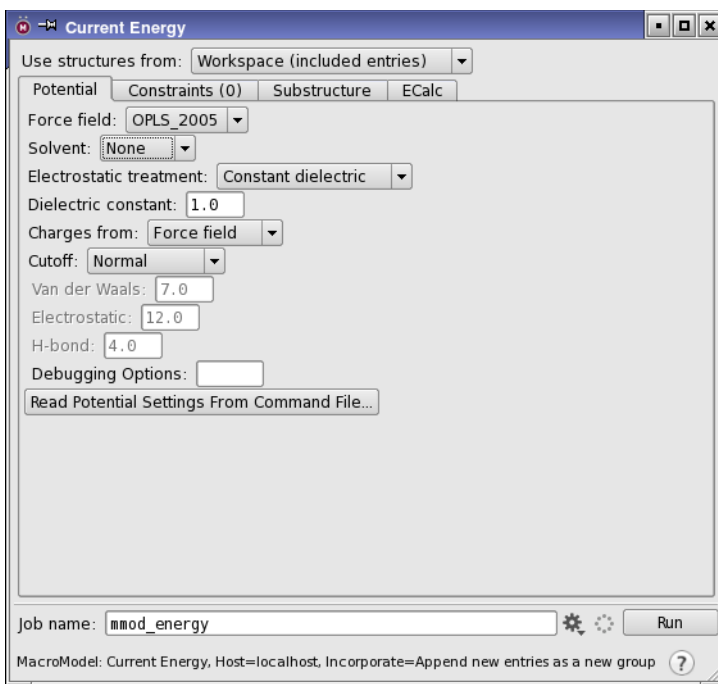 Current Energy
Use structures from: Workspace (included entries)
Potential Constraints (0) Substructure ECalc
Force field: OPLS_2005
Solvent: None
Electrostatic treatment: Constant dielectric
Dielectric constant: 1.0
Charges from: Force field
Cutoff: Normal
Van der Waals: 7.0
Electrostatic: 12.0
H-bond: 4.0
Debugging Options:
Read Potential Settings From Command File...
Job name: mmod_energy Run
MacroModel: Current Energy, Host=localhost, Incorporate=Append new entries as a new group ?